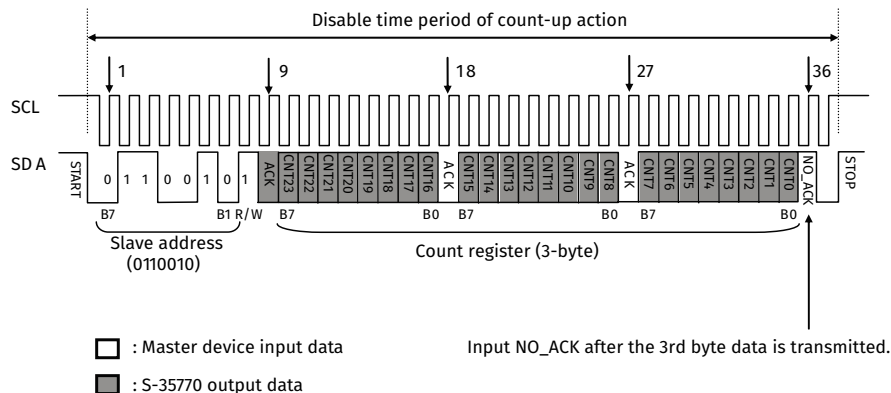 Disable time period of count-up action
1 9 18 27 36
SCL
SD A
START 0 1 1 0 0 1 0 1 ACK CNT23 CNT22 CNT21 CNT20 CNT19 CNT18 CNT17 CNT16 ACK CNT15 CNT14 CNT13 CNT12 CNT11 CNT10 CNT9 CNT8 ACK CNT7 CNT6 CNT5 CNT4 CNT3 CNT2 CNT1 CNT0 NO_ACK STOP
B7 B1 R/W B7 B0 B7 B0 B7 B0
Slave address
(0110010)
Count register (3-byte)
: Master device input data
Input NO_ACK after the 3rd byte data is transmitted.
: S-35770 output data